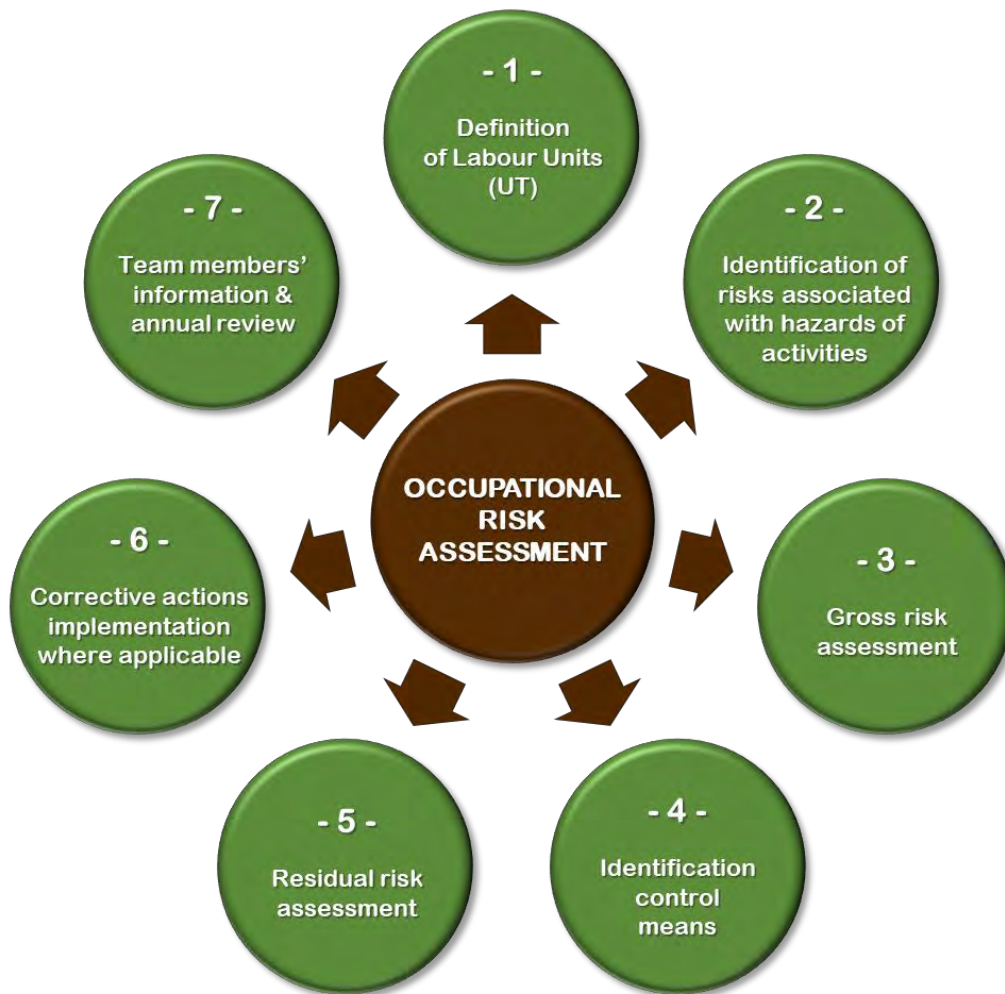 - 1 -
Definition
of Labour Units
(UT)
- 2 -
Identification of
risks associated
with hazards of
activities
- 3 -
Gross risk
assessment
- 4 -
Identification
control
means
- 5 -
Residual risk
assessment
- 6 -
Corrective actions
implementation
where applicable
- 7 -
Team members’
information &
annual review
OCCUPATIONAL
RISK
ASSESSMENT